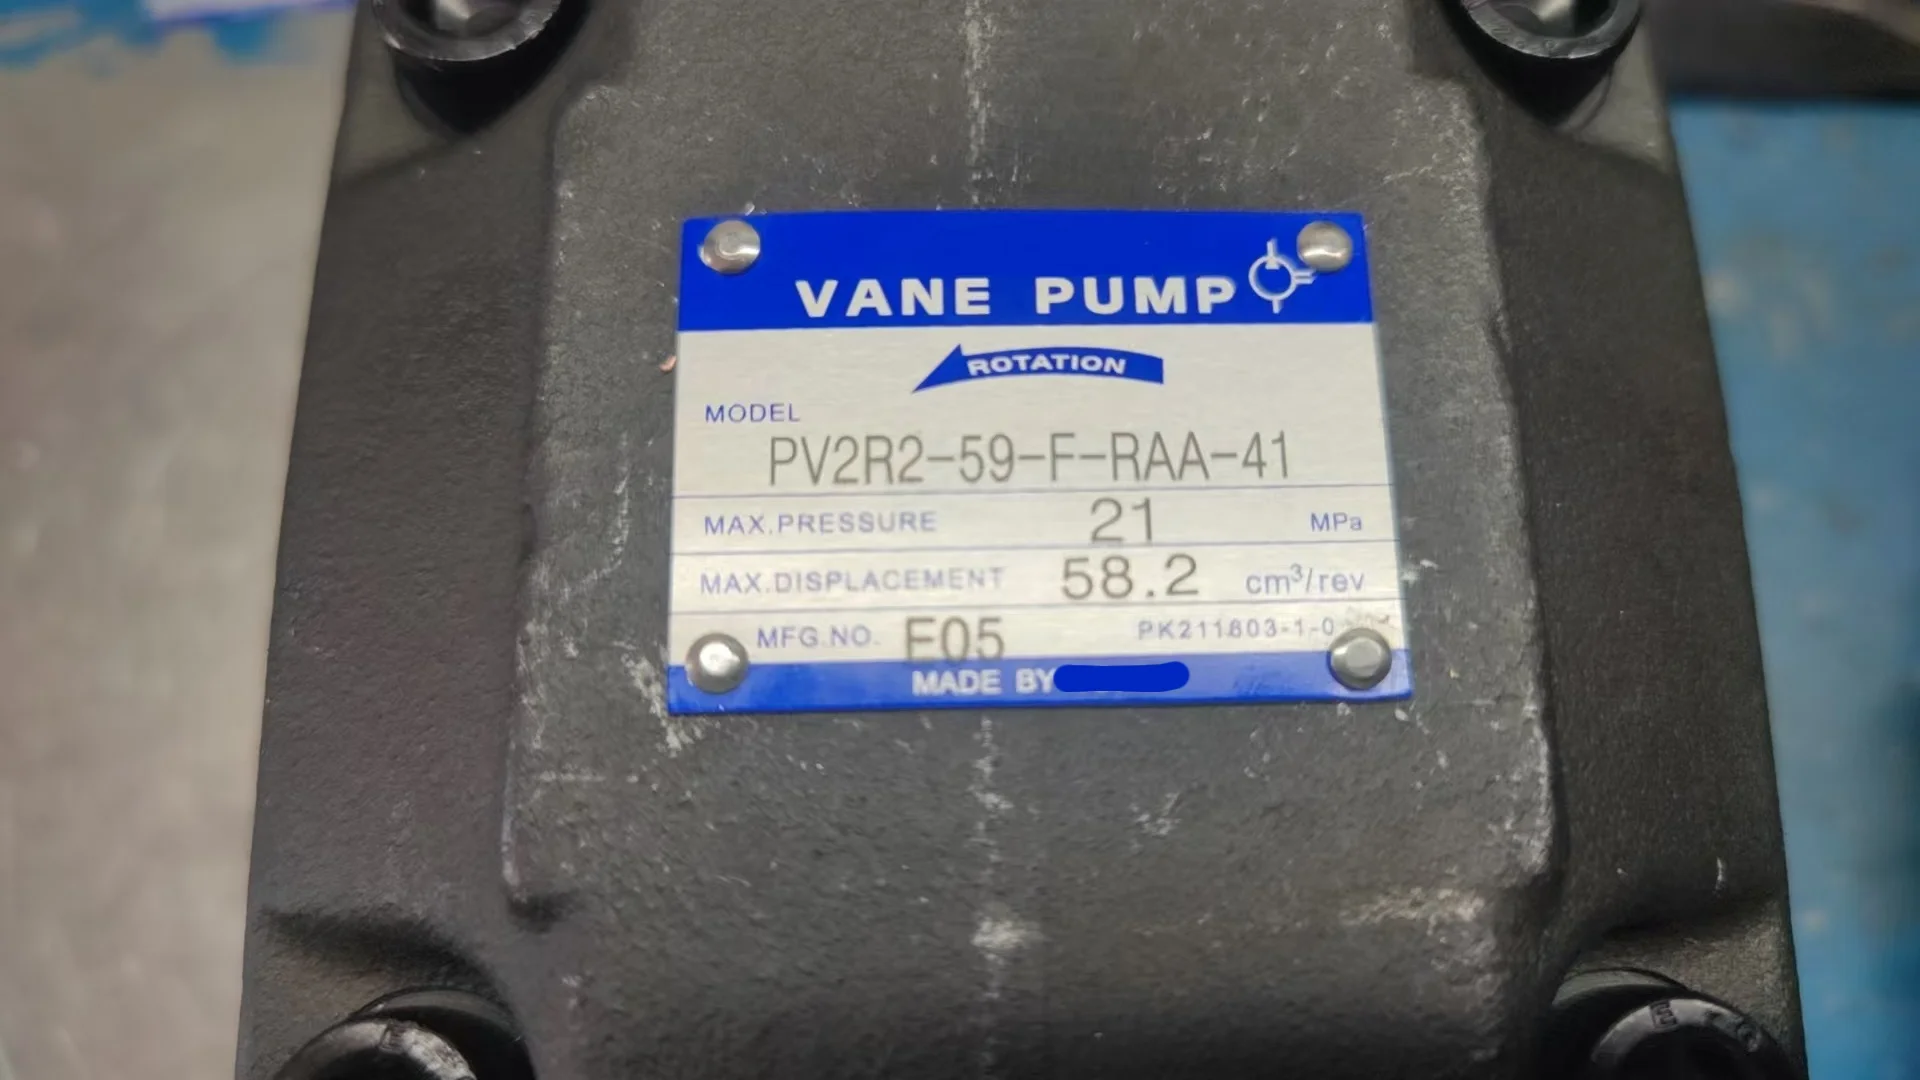 VANE PUMP
ROTATION
MODEL
PV2R2-59-F-RAA-41
MAX.PRESSURE 21 MPa
MAX.DISPLACEMENT 58.2 cm³/rev
MFG.NO. E05 PK211803-1-0
MADE BY